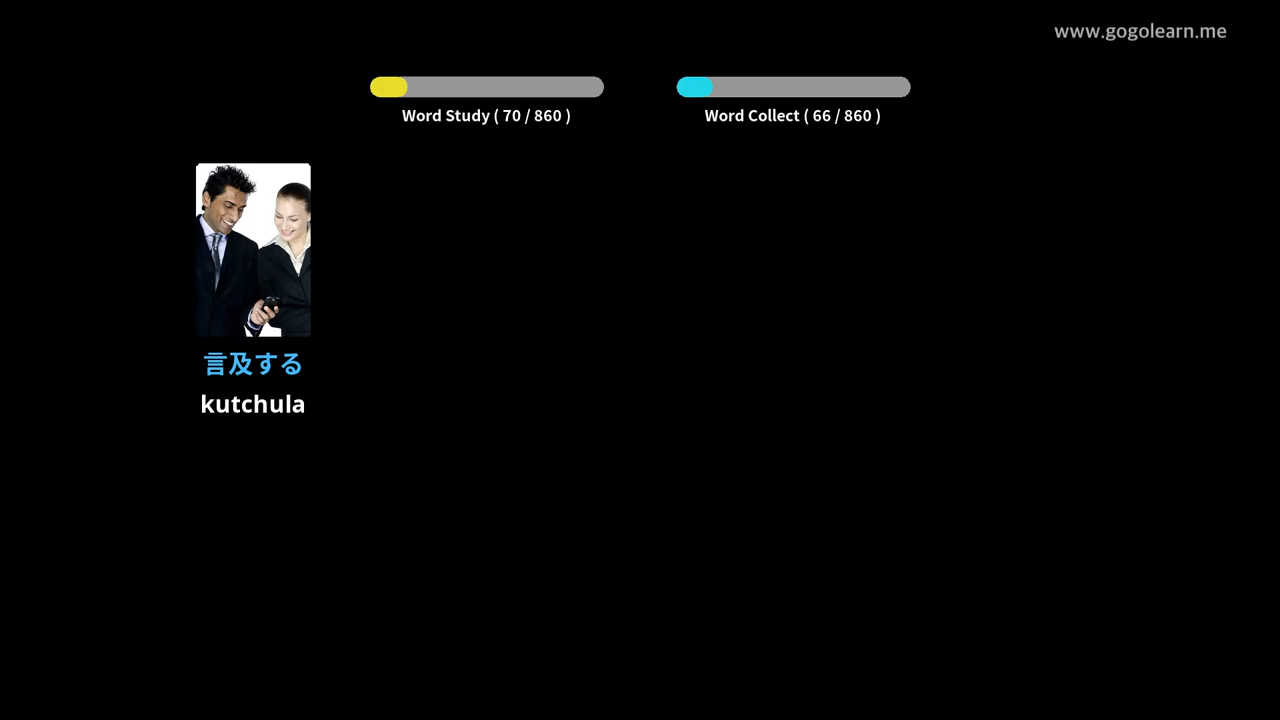 www.gogolearn.me
Word Study ( 70 / 860 )
Word Collect ( 66 / 860 )
言及する
kutchula